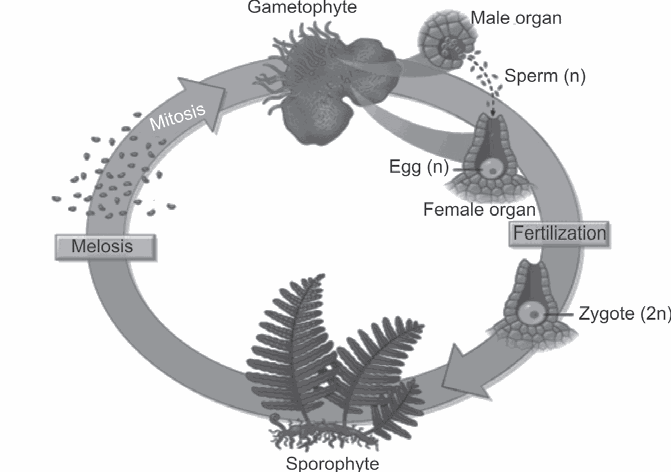 Gametophyte
Male organ
Sperm (n)
Mitosis
Egg (n)
Female organ
Fertilization
Melosis
Zygote (2n)
Sporophyte